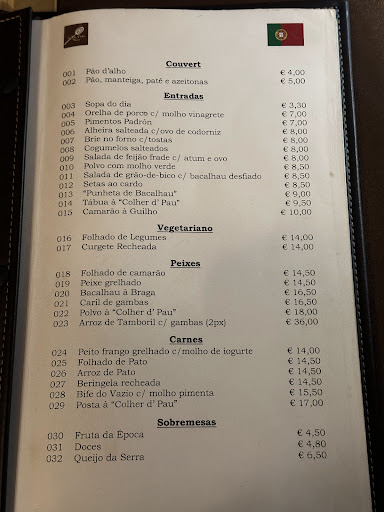 Couvert
001 Pão d'alho € 4,00
002 Pão, manteiga, paté e azeitonas € 5,00
Entradas
003 Sopa do dia € 3,30
004 Orelha de porco c/ molho vinagrete € 7,00
005 Pimentos Padrón € 7,00
006 Alheira salteada c/ovo de codorniz € 8,00
007 Brie no forno c/tostas € 8,00
008 Cogumelos salteados € 8,00
009 Salada de feijão frade c/ atum e ovo € 8,50
010 Polvo com molho verde € 8,50
011 Salada de grão-de-bico c/ bacalhau desfiado € 8,50
012 Setas ao cardo € 8,50
013 "Punheta de Bacalhau" € 9,00
014 Tábua à "Colher d' Pau" € 9,50
015 Camarão à Guilho € 10,00
Vegetariano
016 Folhado de Legumes € 14,00
017 Curgete Recheada € 14,00
Peixes
018 Folhado de camarão € 14,50
019 Peixe grelhado € 14,50
020 Bacalhau à Braga € 16,50
021 Caril de gambas € 16,50
022 Polvo à "Colher d' Pau" € 18,00
023 Arroz de Tamboril c/ gambas (2px) € 36,00
Carnes
024 Peito frango grelhado c/molho de iogurte € 14,00
025 Folhado de Pato € 14,50
026 Arroz de Pato € 14,50
027 Beringela recheada € 14,50
028 Bife do Vazio c/ molho pimenta € 15,50
029 Posta à "Colher d' Pau" € 17,00
Sobremesas
030 Fruta da Época € 4,50
031 Doces € 4,80
032 Queijo da Serra € 6,50